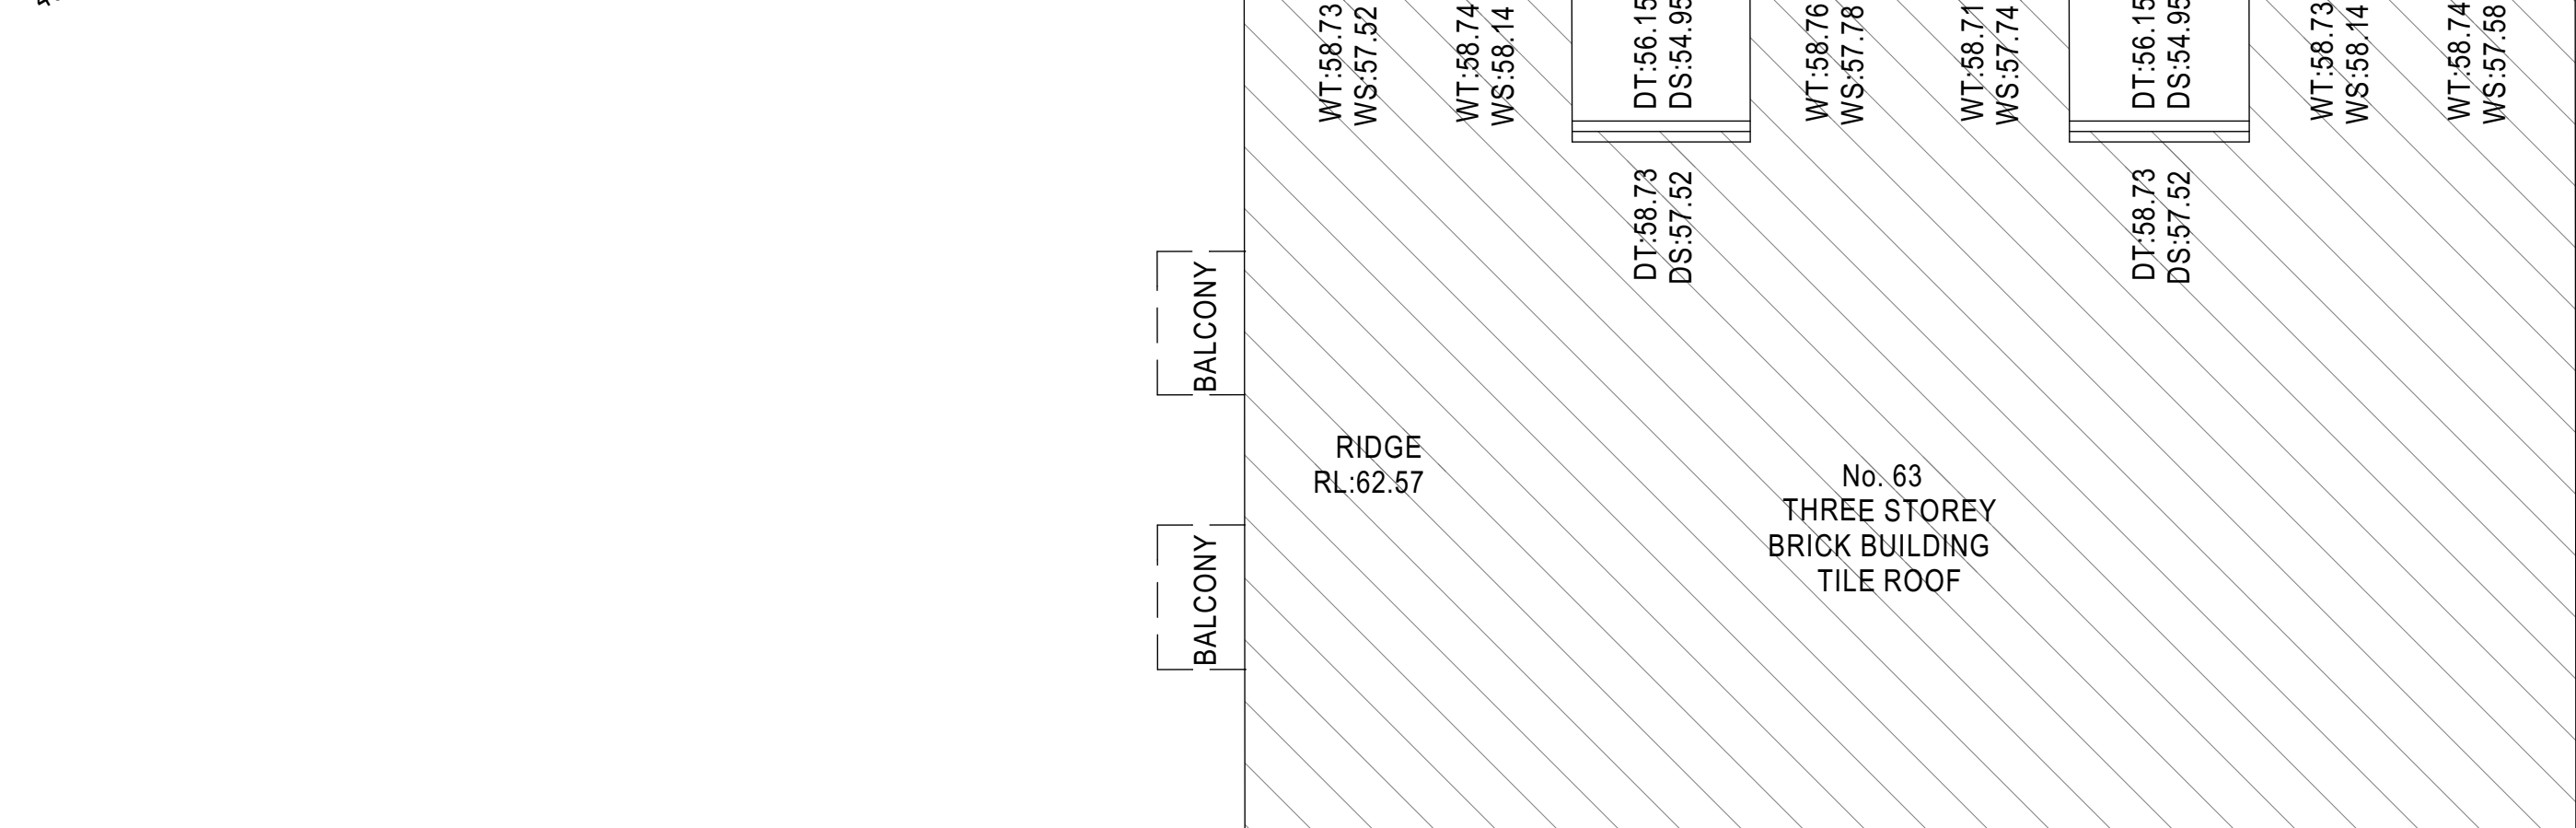 WT:58.73
WS:57.52
WT:58.74
WS:58.14
DT:56.15
DS:54.95
WT:58.76
WS:57.78
WT:58.71
WS:57.74
DT:56.15
DS:54.95
WT:58.73
WS:58.14
WT:58.74
WS:57.58
DT:58.73
DS:57.52
DT:58.73
DS:57.52
BALCONY
RIDGE
RL:62.57
No. 63
THREE STOREY
BRICK BUILDING
TILE ROOF
BALCONY